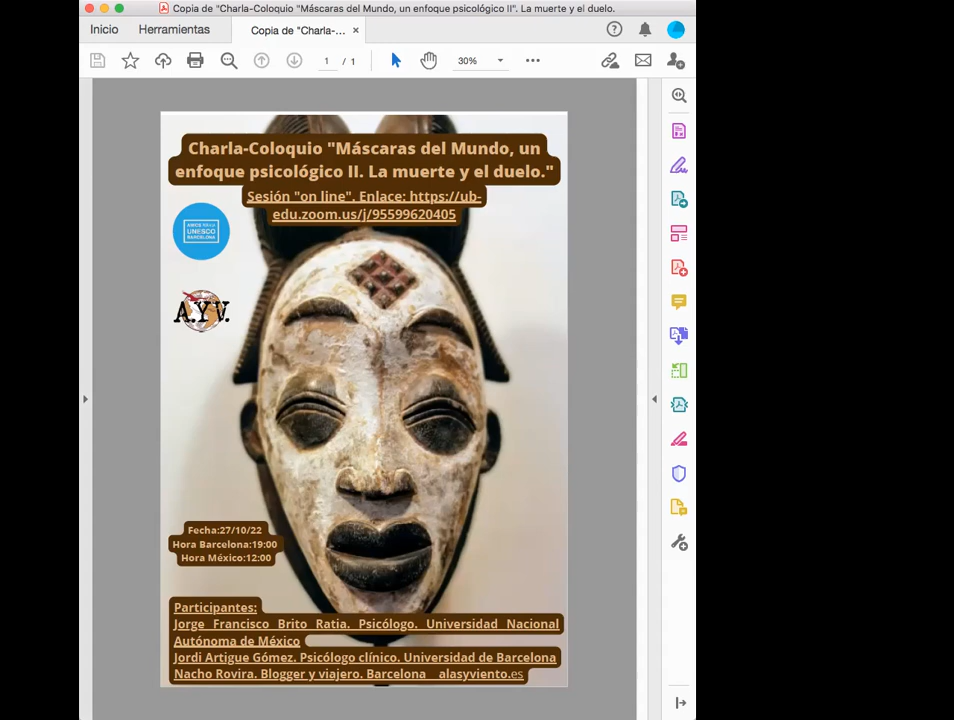 Copia de "Charla-Coloquio "Máscaras del Mundo, un enfoque psicológico II". La muerte y el duelo.
Inicio
Herramientas
Copia de "Charla-...
1 / 1
30%
Charla-Coloquio "Máscaras del Mundo, un
enfoque psicológico II. La muerte y el duelo."
Sesión "on line". Enlace: https://ub-
edu.zoom.us/j/95599620405
UNESCO
BARCELONA
A.Y.V.
Fecha:27/10/22
Hora Barcelona:19:00
Hora México:12:00
Participantes:
Jorge Francisco Brito Ratia. Psicólogo. Universidad Nacional
Autónoma de México
Jordi Artigue Gómez. Psicólogo clínico. Universidad de Barcelona
Nacho Rovira. Blogger y viajero. Barcelona alasyviento.es